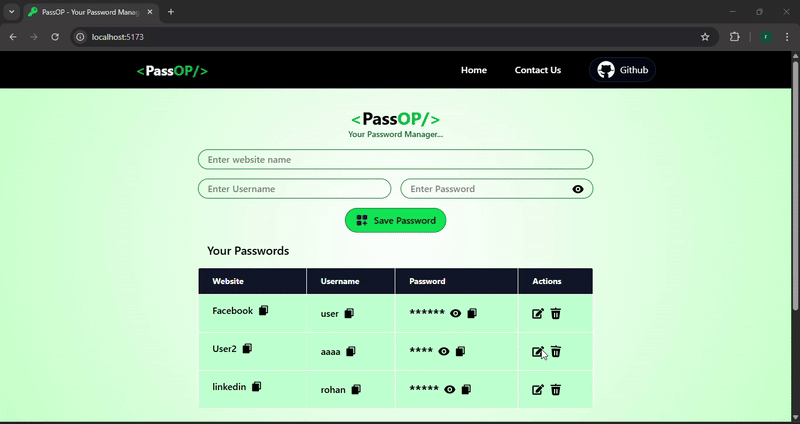 PassOP - Your Password Manag
localhost:5173
<PassOP/>
Home
Contact Us
Github
<PassOP/>
Your Password Manager...
Enter website name
Enter Username
Enter Password
Save Password
Your Passwords
Website Username Password Actions
Facebook user ******
User2 aaaa ****
linkedin rohan *****